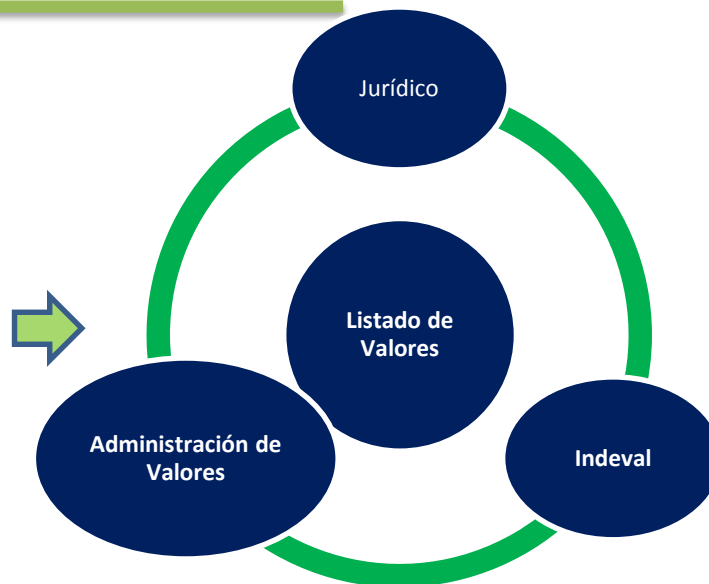 Jurídico
Listado de
Valores
Administración de
Valores
Indeval